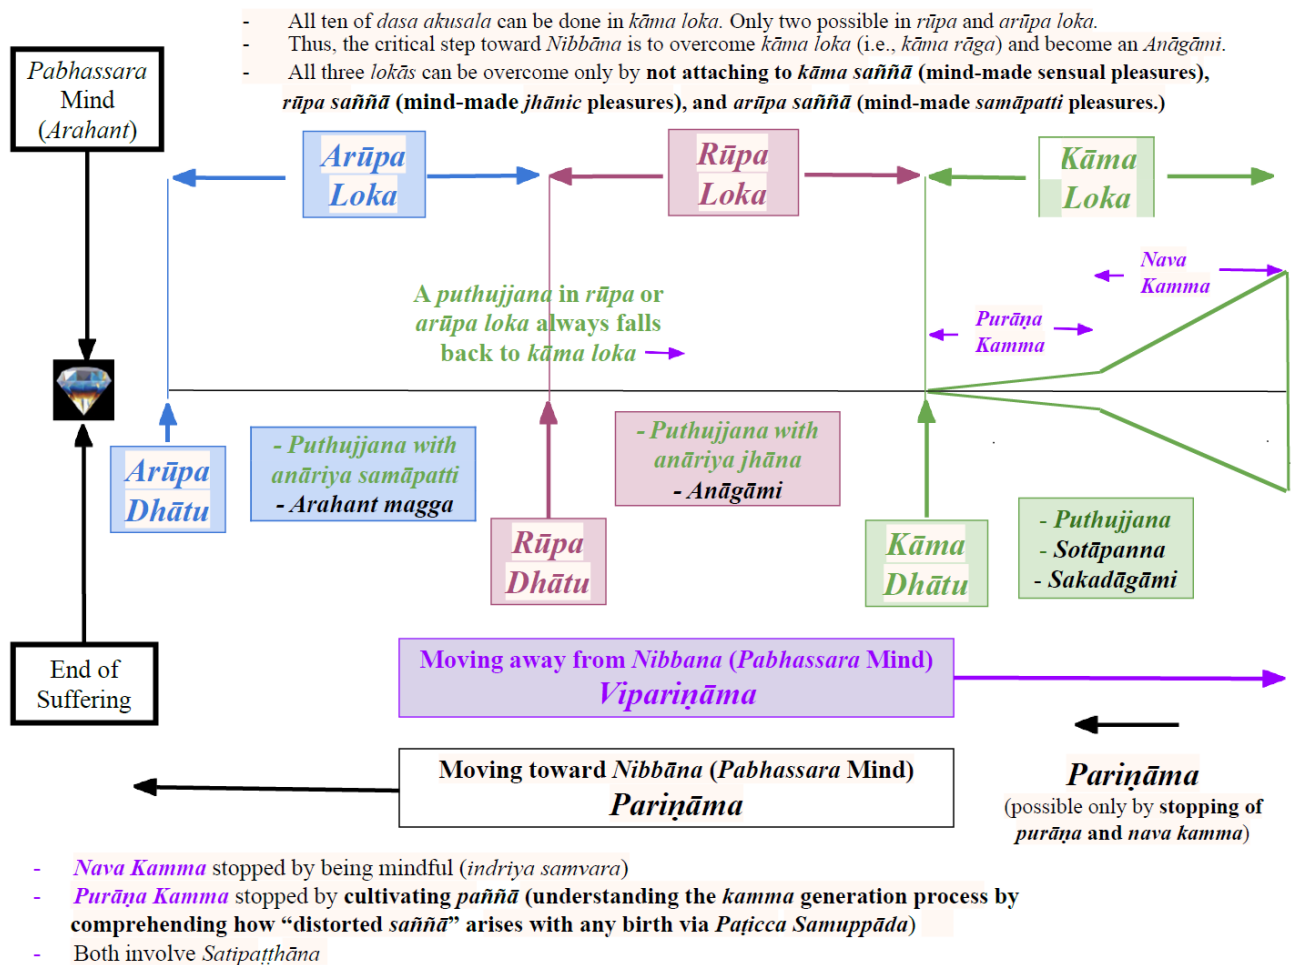 - All ten of dasa akusala can be done in kāma loka. Only two possible in rūpa and arūpa loka.
- Thus, the critical step toward Nibbāna is to overcome kāma loka (i.e., kāma rāga) and become an Anāgāmi.
- All three lokās can be overcome only by not attaching to kāma saññā (mind-made sensual pleasures),
rūpa saññā (mind-made jhānic pleasures), and arūpa saññā (mind-made samāpatti pleasures.)
Pabhassara
Mind
(Arahant)
Arūpa
Loka
Rūpa
Loka
Kāma
Loka
Nava
Kamma
Purāṇa
Kamma
A puthujjana in rūpa or
arūpa loka always falls
back to kāma loka
Arūpa
Dhātu
- Puthujjana with
anāriya samāpatti
- Arahant magga
Rūpa
Dhātu
- Puthujjana with
anāriya jhāna
- Anāgāmi
Kāma
Dhātu
- Puthujjana
- Sotāpanna
- Sakadāgāmi
End of
Suffering
Moving away from Nibbana (Pabhassara Mind)
Vipariṇāma
Moving toward Nibbāna (Pabhassara Mind)
Pariṇāma
Pariṇāma
(possible only by stopping of
purāṇa and nava kamma)
- Nava Kamma stopped by being mindful (indriya samvara)
- Purāṇa Kamma stopped by cultivating paññā (understanding the kamma generation process by
comprehending how “distorted saññā” arises with any birth via Paṭicca Samuppāda)
- Both involve Satipaṭṭhāna